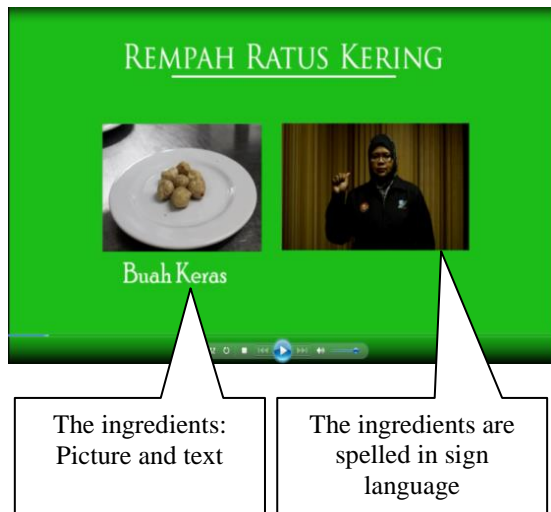 REMPAH RATUS KERING
Buah Keras
The ingredients:
Picture and text
The ingredients are
spelled in sign
language